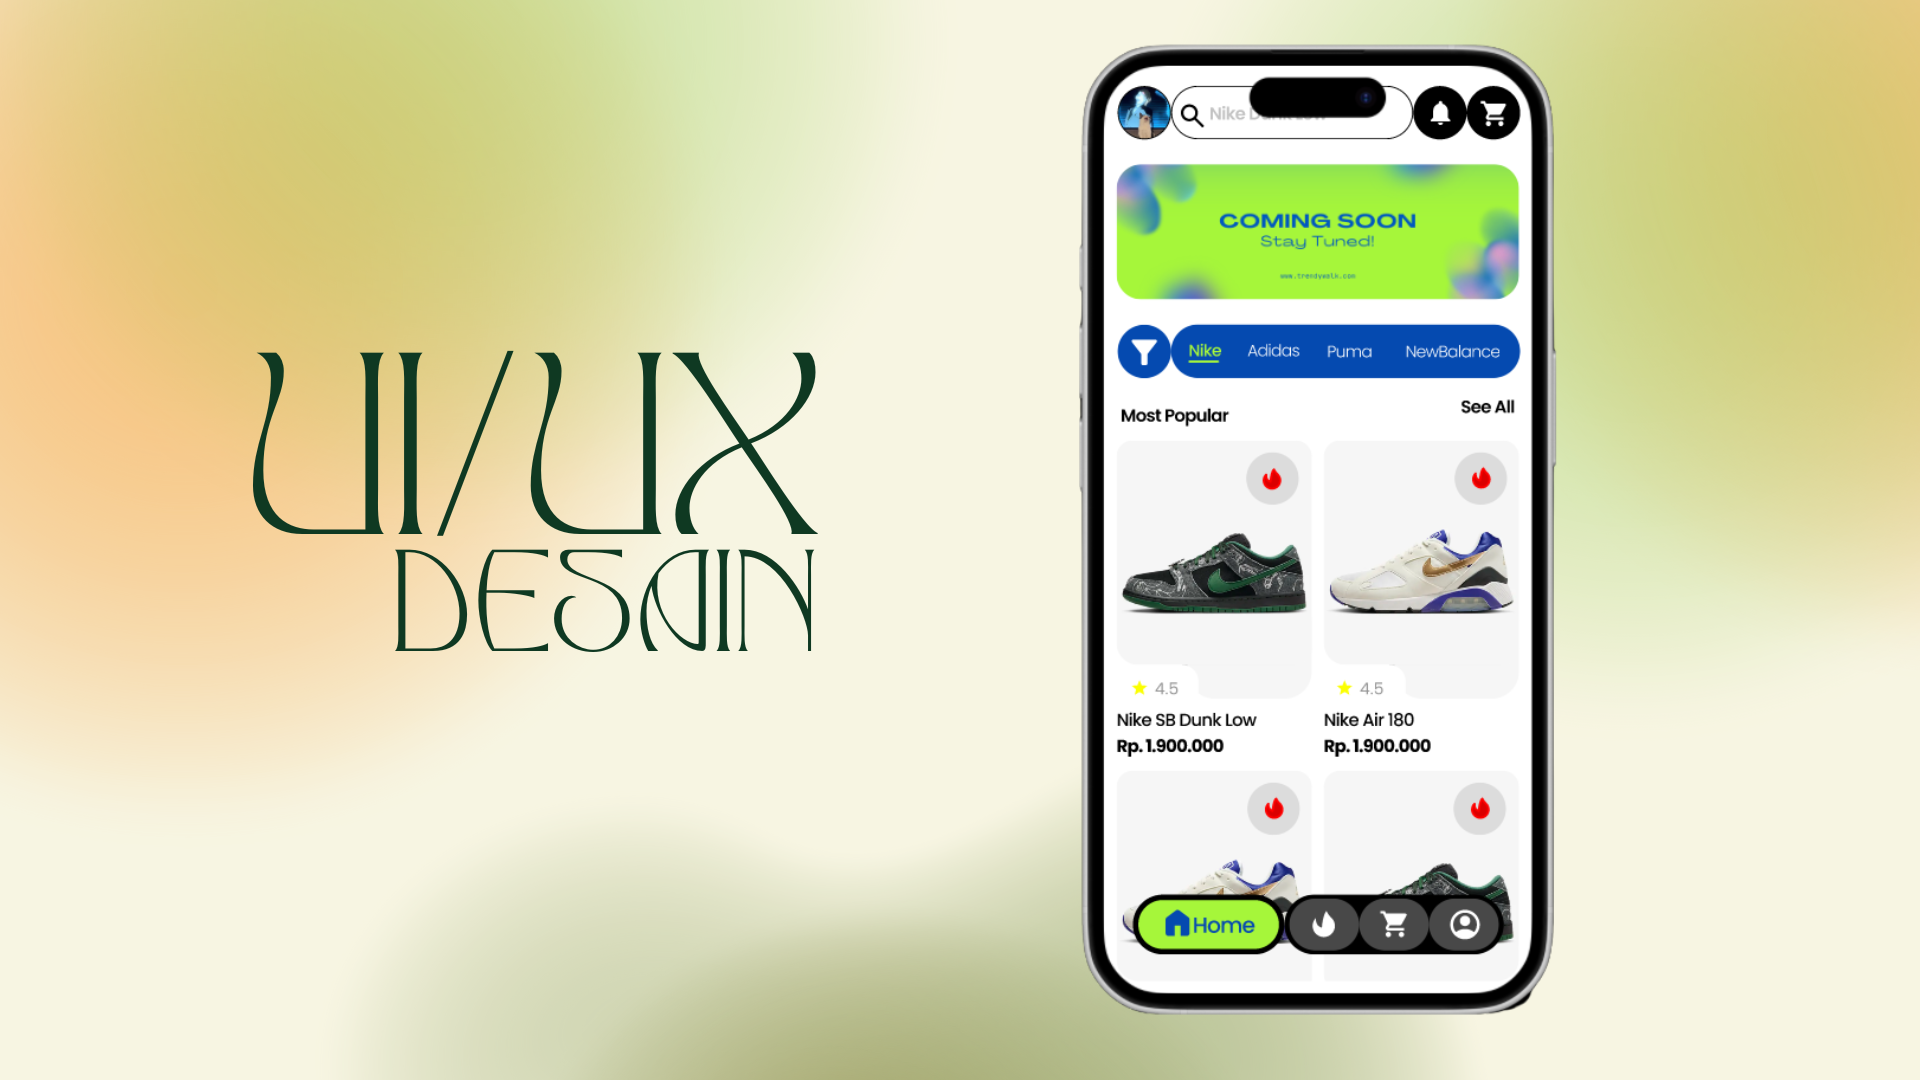 UI/UX
DESAIN
Nike
COMING SOON
Stay Tuned!
www.trendywalk.com
Nike Adidas Puma NewBalance
Most Popular
See All
4.5
Nike SB Dunk Low
Rp. 1.900.000
4.5
Nike Air 180
Rp. 1.900.000
Home